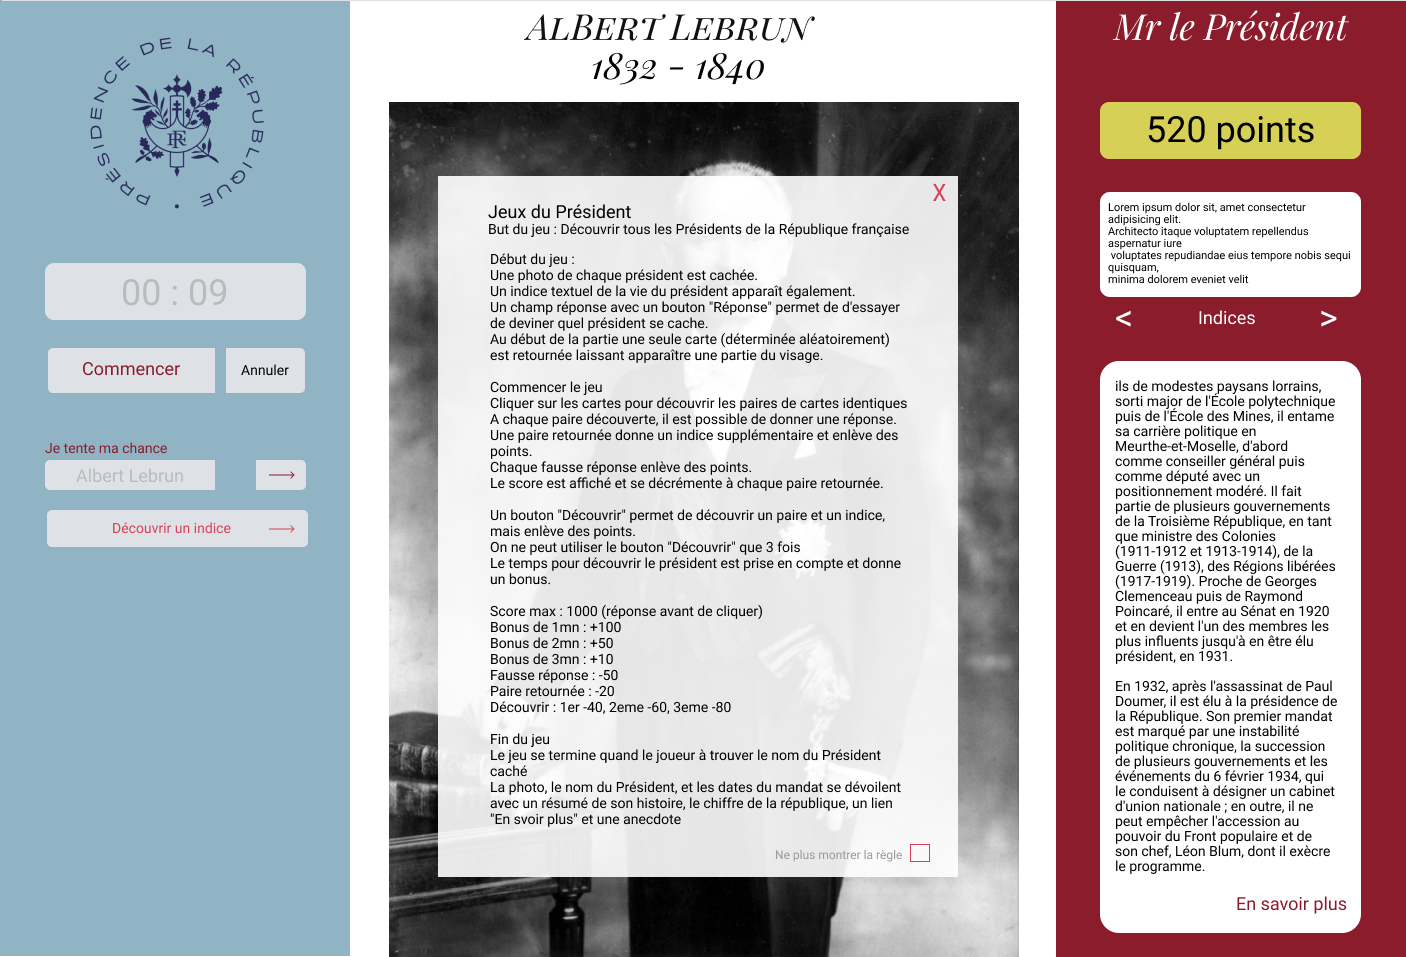 PRÉSIDENCE DE LA RÉPUBLIQUE •
RF
00 : 09
Commencer
Annuler
Je tente ma chance
Albert Lebrun
Découvrir un indice
ALBERT LEBRUN
1832 - 1840
X
Jeux du Président
But du jeu : Découvrir tous les Présidents de la République française
Début du jeu :
Une photo de chaque président est cachée.
Un indice textuel de la vie du président apparaît également.
Un champ réponse avec un bouton "Réponse" permet de d'essayer
de deviner quel président se cache.
Au début de la partie une seule carte (déterminée aléatoirement)
est retournée laissant apparaître une partie du visage.
Commencer le jeu
Cliquer sur les cartes pour découvrir les paires de cartes identiques
A chaque paire découverte, il est possible de donner une réponse.
Une paire retournée donne un indice supplémentaire et enlève des
points.
Chaque fausse réponse enlève des points.
Le score est affiché et se décrémente à chaque paire retournée.
Un bouton "Découvrir" permet de découvrir un paire et un indice,
mais enlève des points.
On ne peut utiliser le bouton "Découvrir" que 3 fois
Le temps pour découvrir le président est prise en compte et donne
un bonus.
Score max : 1000 (réponse avant de cliquer)
Bonus de 1mn : +100
Bonus de 2mn : +50
Bonus de 3mn : +10
Fausse réponse : -50
Paire retournée : -20
Découvrir : 1er -40, 2eme -60, 3eme -80
Fin du jeu
Le jeu se termine quand le joueur à trouver le nom du Président
caché
La photo, le nom du Président, et les dates du mandat se dévoilent
avec un résumé de son histoire, le chiffre de la république, un lien
"En svoir plus" et une anecdote
Ne plus montrer la règle
Mr le Président
520 points
Lorem ipsum dolor sit, amet consectetur
adipisicing elit.
Architecto itaque voluptatem repellendus
aspernatur iure
voluptates repudiandae eius tempore nobis sequi
quisquam,
minima dolorem eveniet velit
< Indices >
ils de modestes paysans lorrains,
sorti major de l'École polytechnique
puis de l'École des Mines, il entame
sa carrière politique en
Meurthe-et-Moselle, d'abord
comme conseiller général puis
comme député avec un
positionnement modéré. Il fait
partie de plusieurs gouvernements
de la Troisième République, en tant
que ministre des Colonies
(1911-1912 et 1913-1914), de la
Guerre (1913), des Régions libérées
(1917-1919). Proche de Georges
Clemenceau puis de Raymond
Poincaré, il entre au Sénat en 1920
et en devient l'un des membres les
plus influents jusqu'à en être élu
président, en 1931.
En 1932, après l'assassinat de Paul
Doumer, il est élu à la présidence de
la République. Son premier mandat
est marqué par une instabilité
politique chronique, la succession
de plusieurs gouvernements et les
événements du 6 février 1934, qui
le conduisent à désigner un cabinet
d'union nationale ; en outre, il ne
peut empêcher l'accession au
pouvoir du Front populaire et de
son chef, Léon Blum, dont il exècre
le programme.
En savoir plus